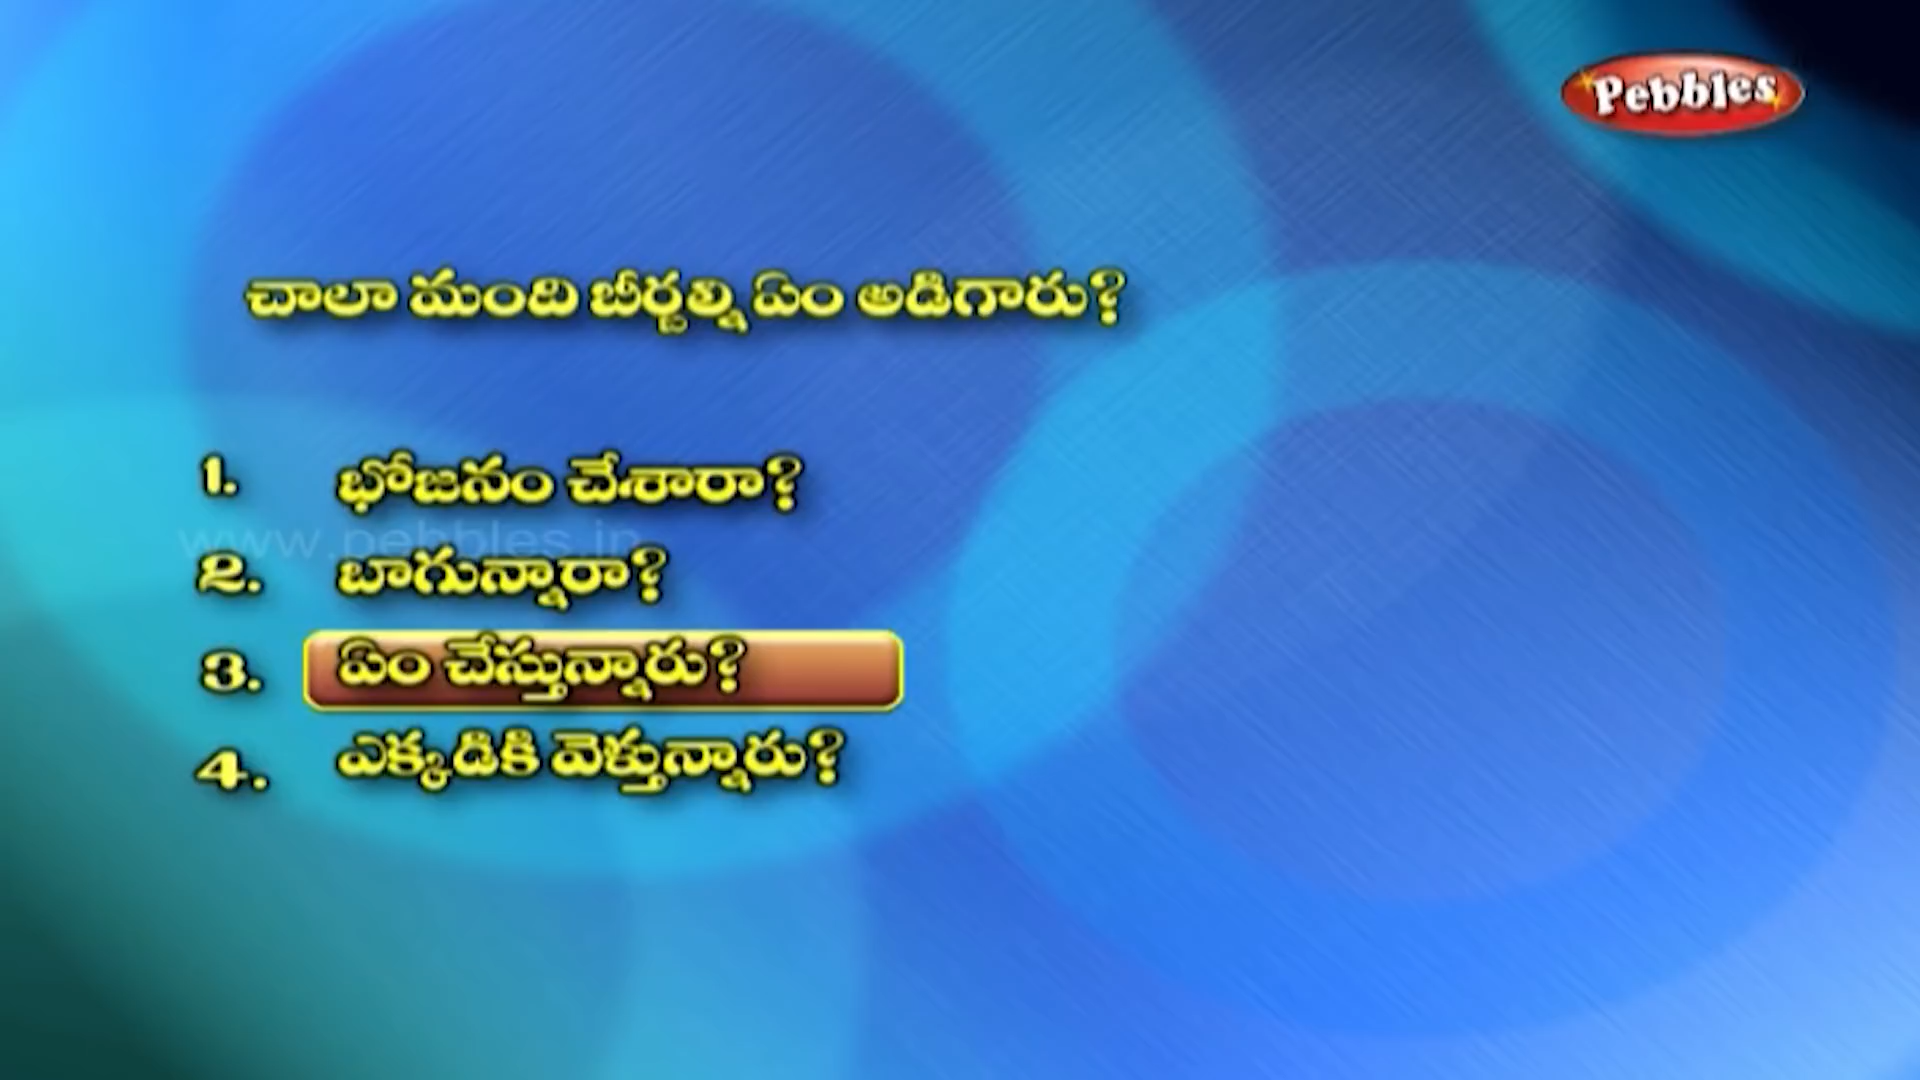 Pebbles
చాలా మంది బీర్బల్ని ఏం అడిగారు?
1. భోజనం చేశారా?
www.pebbles.in
2. బాగున్నారా?
3. ఏం చేస్తున్నారు?
4. ఎక్కడికి వెళ్తున్నారు?